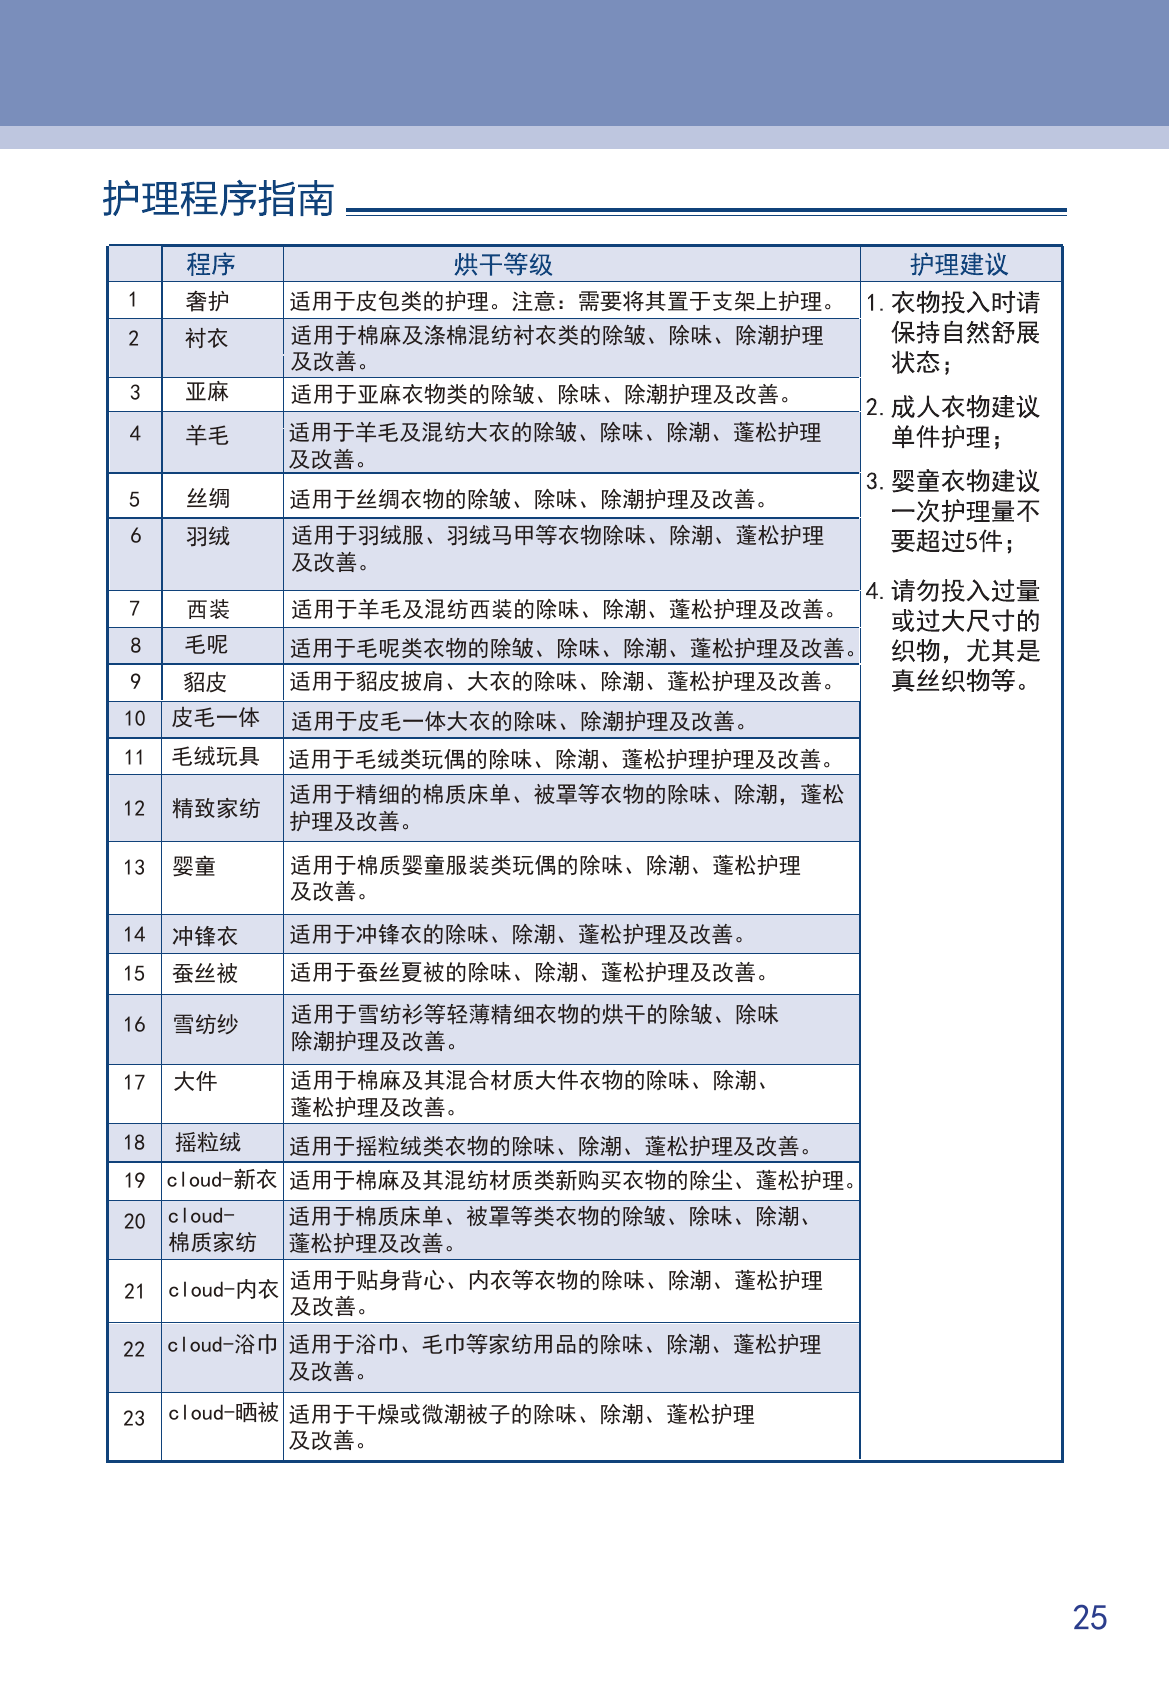 护理程序指南
程序 烘干等级 护理建议
1 奢护 适用于皮包类的护理。注意：需要将其置于支架上护理。
2 衬衣 适用于棉麻及涤棉混纺衬衣类的除皱、除味、除潮护理
及改善。
3 亚麻 适用于亚麻衣物类的除皱、除味、除潮护理及改善。
4 羊毛 适用于羊毛及混纺大衣的除皱、除味、除潮、蓬松护理
及改善。
5 丝绸 适用于丝绸衣物的除皱、除味、除潮护理及改善。
6 羽绒 适用于羽绒服、羽绒马甲等衣物除味、除潮、蓬松护理
及改善。
7 西装 适用于羊毛及混纺西装的除味、除潮、蓬松护理及改善。
8 毛呢 适用于毛呢类衣物的除皱、除味、除潮、蓬松护理及改善。
9 貂皮 适用于貂皮披肩、大衣的除味、除潮、蓬松护理及改善。
10 皮毛一体 适用于皮毛一体大衣的除味、除潮护理及改善。
11 毛绒玩具 适用于毛绒类玩偶的除味、除潮、蓬松护理护理及改善。
12 精致家纺 适用于精细的棉质床单、被罩等衣物的除味、除潮，蓬松
护理及改善。
13 婴童 适用于棉质婴童服装类玩偶的除味、除潮、蓬松护理
及改善。
14 冲锋衣 适用于冲锋衣的除味、除潮、蓬松护理及改善。
15 蚕丝被 适用于蚕丝夏被的除味、除潮、蓬松护理及改善。
16 雪纺纱 适用于雪纺衫等轻薄精细衣物的烘干的除皱、除味
除潮护理及改善。
17 大件 适用于棉麻及其混合材质大件衣物的除味、除潮、
蓬松护理及改善。
18 摇粒绒 适用于摇粒绒类衣物的除味、除潮、蓬松护理及改善。
19 cloud-新衣 适用于棉麻及其混纺材质类新购买衣物的除尘、蓬松护理。
20 cloud-
棉质家纺 适用于棉质床单、被罩等类衣物的除皱、除味、除潮、
蓬松护理及改善。
21 cloud-内衣 适用于贴身背心、内衣等衣物的除味、除潮、蓬松护理
及改善。
22 cloud-浴巾 适用于浴巾、毛巾等家纺用品的除味、除潮、蓬松护理
及改善。
23 cloud-晒被 适用于干燥或微潮被子的除味、除潮、蓬松护理
及改善。
1. 衣物投入时请
保持自然舒展
状态；
2. 成人衣物建议
单件护理；
3. 婴童衣物建议
一次护理量不
要超过5件；
4. 请勿投入过量
或过大尺寸的
织物，尤其是
真丝织物等。
25